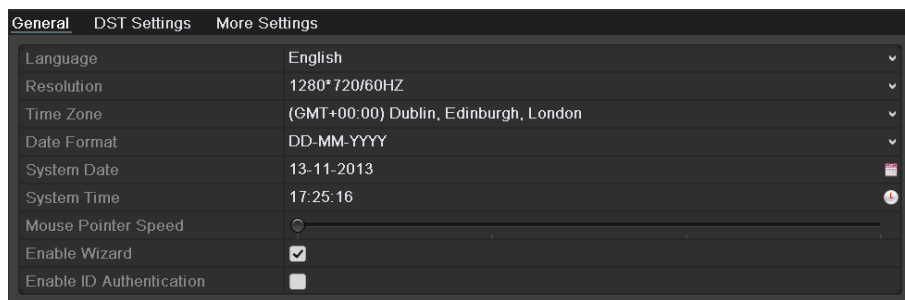 General DST Settings More Settings
Language English
Resolution 1280*720/60HZ
Time Zone (GMT+00:00) Dublin, Edinburgh, London
Date Format DD-MM-YYYY
System Date 13-11-2013
System Time 17:25:16
Mouse Pointer Speed
Enable Wizard
Enable ID Authentication